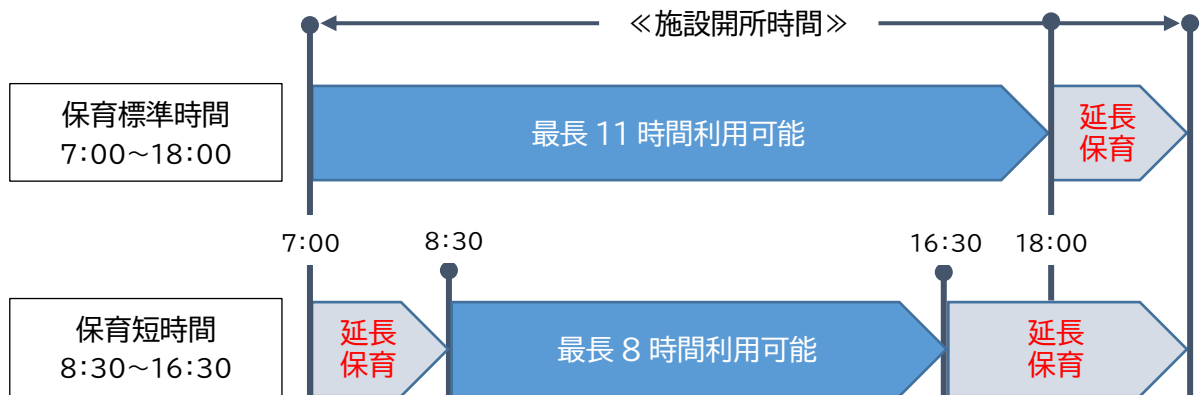 ≪施設開所時間≫
保育標準時間
7:00~18:00
最長 11 時間利用可能
延長
保育
7:00
8:30
16:30
18:00
保育短時間
8:30~16:30
延長
保育
最長 8 時間利用可能
延長
保育